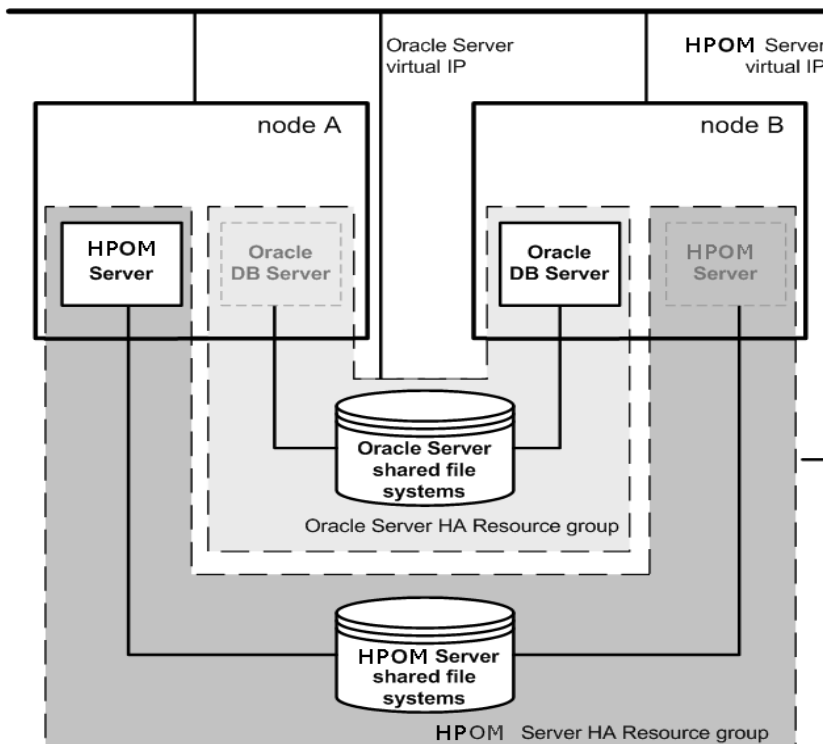 Oracle Server
virtual IP
HPOM Server
virtual IP
node A
node B
HPOM
Server
Oracle
DB Server
Oracle
DB Server
HPOM
Server
Oracle Server
shared file
systems
Oracle Server HA Resource group
HPOM Server
shared file
systems
HPOM Server HA Resource group